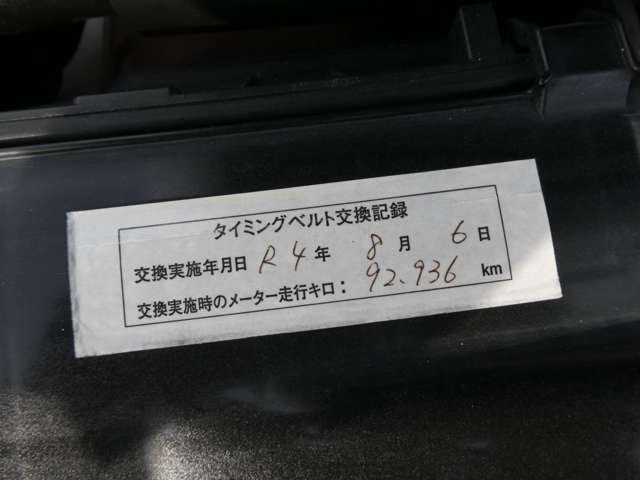 タイミングベルト交換記録
交換実施年月日 R 4 年 8 月 6 日
交換実施時のメーター走行キロ： 92.936 km